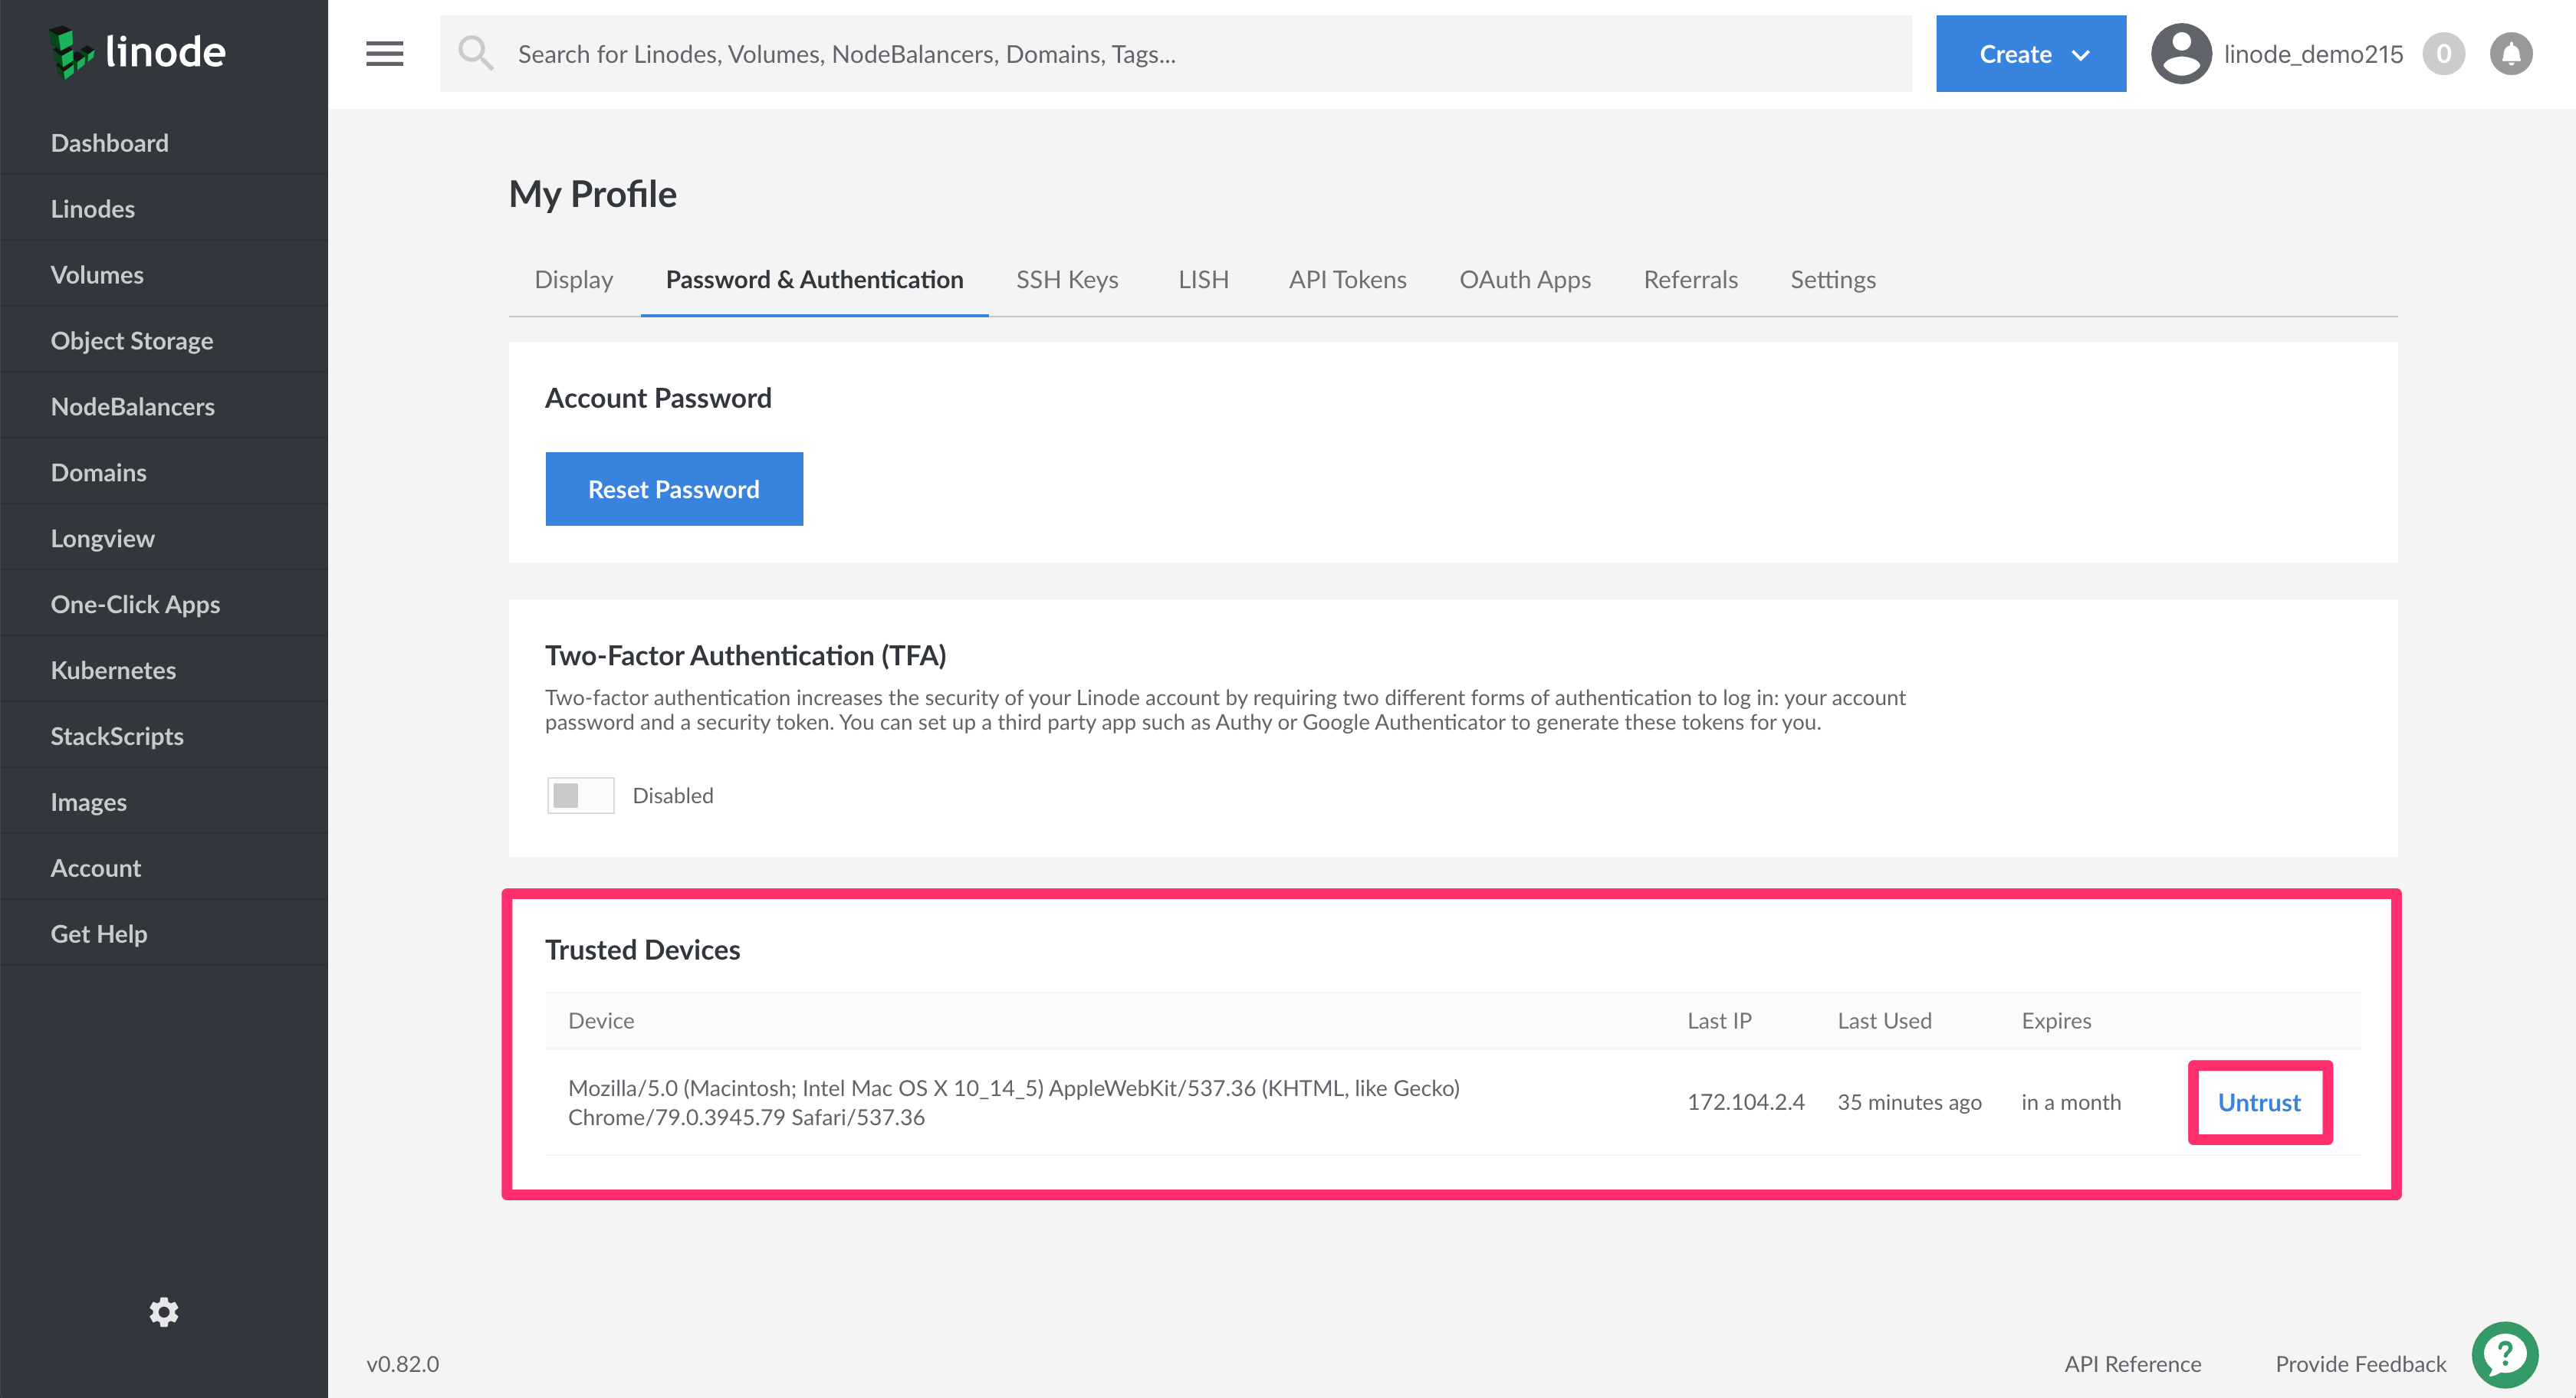 linode
Search for Linodes, Volumes, NodeBalancers, Domains, Tags...
Create
linode_demo215
0
Dashboard
Linodes
Volumes
Object Storage
NodeBalancers
Domains
Longview
One-Click Apps
Kubernetes
StackScripts
Images
Account
Get Help
My Profile
Display
Password & Authentication
SSH Keys
LISH
API Tokens
OAuth Apps
Referrals
Settings
Account Password
Reset Password
Two-Factor Authentication (TFA)
Two-factor authentication increases the security of your Linode account by requiring two different forms of authentication to log in: your account
password and a security token. You can set up a third party app such as Authy or Google Authenticator to generate these tokens for you.
Disabled
Trusted Devices
Device
Last IP
Last Used
Expires
Mozilla/5.0 (Macintosh; Intel Mac OS X 10_14_5) AppleWebKit/537.36 (KHTML, like Gecko)
Chrome/79.0.3945.79 Safari/537.36
172.104.2.4
35 minutes ago
in a month
Untrust
v0.82.0
API Reference
Provide Feedback
?